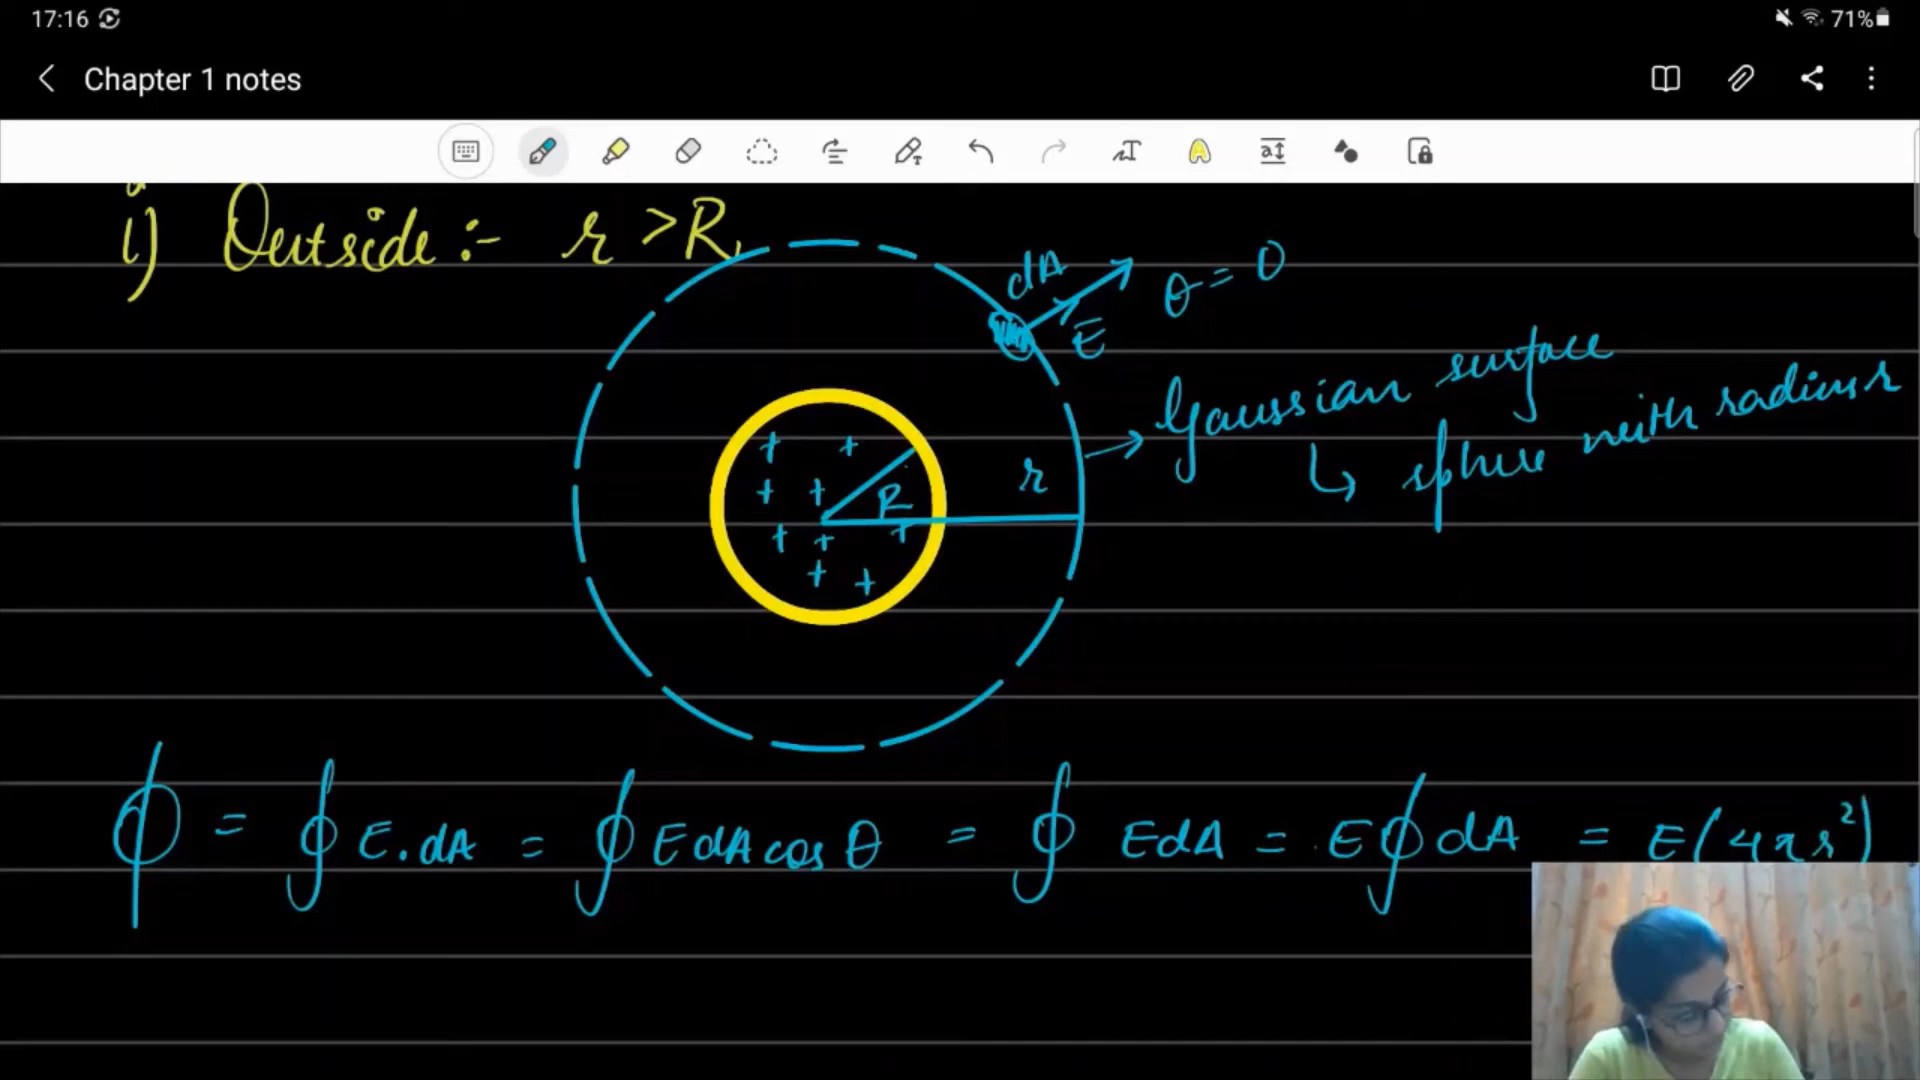 17:16 71%
Chapter 1 notes
i) Outside :- r > R
dA
E
θ = 0
Gaussian surface
↳ sphere with radius r
+ +
+ + R r
+ + +
+ +
ϕ = ∮ E.dA = ∮ E dA cos θ = ∮ E dA = E ∮ dA = E(4πr²)